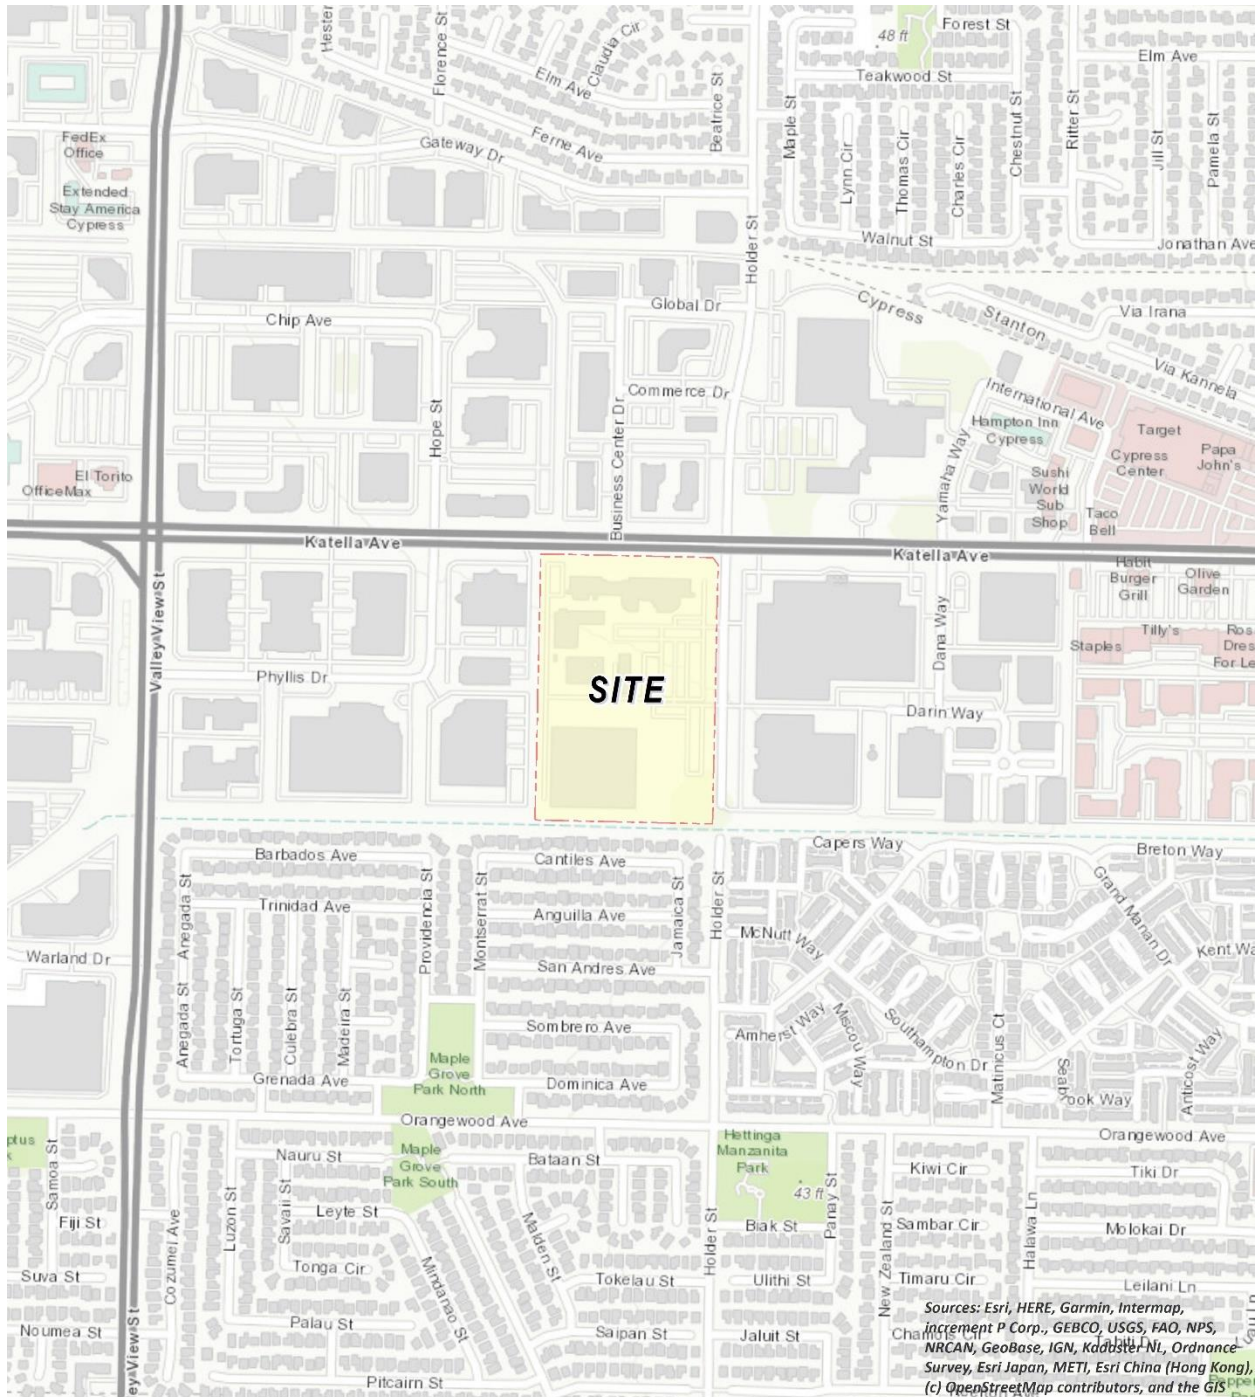 Hester
Florence St
Elm Ave
Claudia Cir
Beatrice St
Maple St
48 ft
Forest St
Teakwood St
Elm Ave
Ritter St
Chestnut St
Jill St
Pamela St
Lynn Cir
Thomas Cir
Charles Cir
FedEx
Office
Extended
Stay America
Cypress
Gateway Dr
Ferne Ave
Walnut St
Jonathan Ave
Holder St
Chip Ave
Global Dr
Cypress
Stanton
Via Irana
Via Kannela
Commerce Dr
Hope St
Business Center Dr
International Ave
Hampton Inn
Cypress
Yamaha Way
Target
Cypress
Center
Papa
John's
Sushi
World
Sub
Shop
Taco
Bell
El Torito
OfficeMax
Katella Ave
Katella Ave
Habit
Burger
Grill
Olive
Garden
Valley View St
Dana Way
Staples
Tilly's
Ros
Dres
For Le
Phyllis Dr
SITE
Darin Way
Barbados Ave
Cantiles Ave
Capers Way
Breton Way
Anegada St
Trinidad Ave
Providencia St
Montserrat St
Anguilla Ave
Jamaica St
Holder St
McNutt Way
Grand Manan Dr
Kent Wa
Warland Dr
San Andres Ave
Anegada St
Tortuga St
Culebra St
Madeira St
Sombrero Ave
Amherst Way
Miscou Way
Southampton Dr
Matinicus Ct
Anticost Way
Maple
Grove
Park North
Grenada Ave
Dominica Ave
Seab
ook Way
Orangewood Ave
Orangewood Ave
ptus
k
Samoa St
Nauru St
Maple
Grove
Park South
Bataan St
Hettinga
Manzanita
Park
43 ft
Kiwi Cir
Tiki Dr
Fiji St
Cozumel Ave
Luzon St
Savaii St
Leyte St
Maiden St
Holder St
Biak St
Panay St
New Zealand St
Sambar Cir
Halawa Ln
Molokai Dr
Suva St
Tonga Cir
Mindanao St
Tokelau St
Ulithi St
Timaru Cir
Leilani Ln
Noumea St
Palau St
Saipan St
Jaluit St
Chamois Cir
Tahiti Dr
ey View St
Pitcairn St
Sources: Esri, HERE, Garmin, Intermap,
increment P Corp., GEBCO, USGS, FAO, NPS,
NRCAN, GeoBase, IGN, Kadaster NL, Ordnance
Survey, Esri Japan, METI, Esri China (Hong Kong),
(c) OpenStreetMap contributors, and the GIS